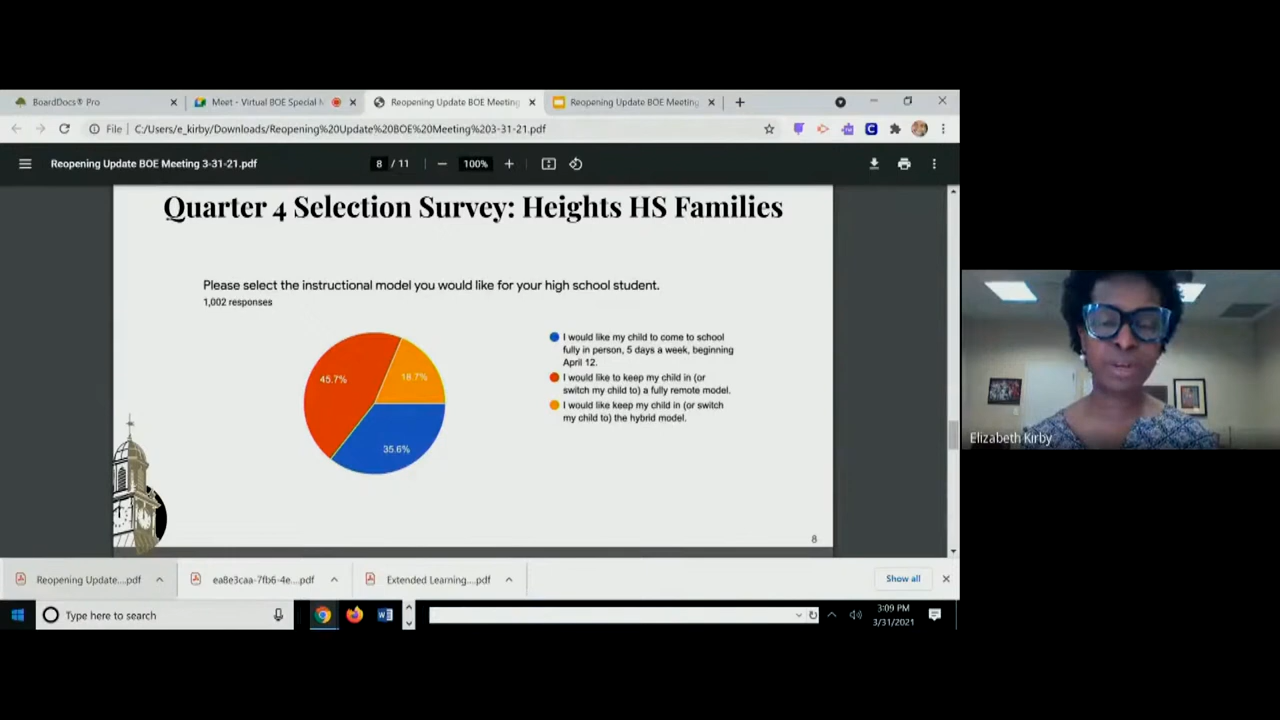 BoardDocs® Pro
Meet - Virtual BOE Special M
Reopening Update BOE Meeting
Reopening Update BOE Meeting
File
C:/Users/e_kirby/Downloads/Reopening%20Update%20BOE%20Meeting%203-31-21.pdf
Reopening Update BOE Meeting 3-31-21.pdf
8 / 11
100%
Quarter 4 Selection Survey: Heights HS Families
Please select the instructional model you would like for your high school student.
1,002 responses
45.7%
18.7%
35.6%
I would like my child to come to school
fully in person, 5 days a week, beginning
April 12.
I would like to keep my child in (or
switch my child to) a fully remote model.
I would like keep my child in (or switch
my child to) the hybrid model.
Elizabeth Kirby
8
Reopening Update....pdf
ea8e3caa-7fb6-4e....pdf
Extended Learning....pdf
Show all
Type here to search
3:09 PM
3/31/2021